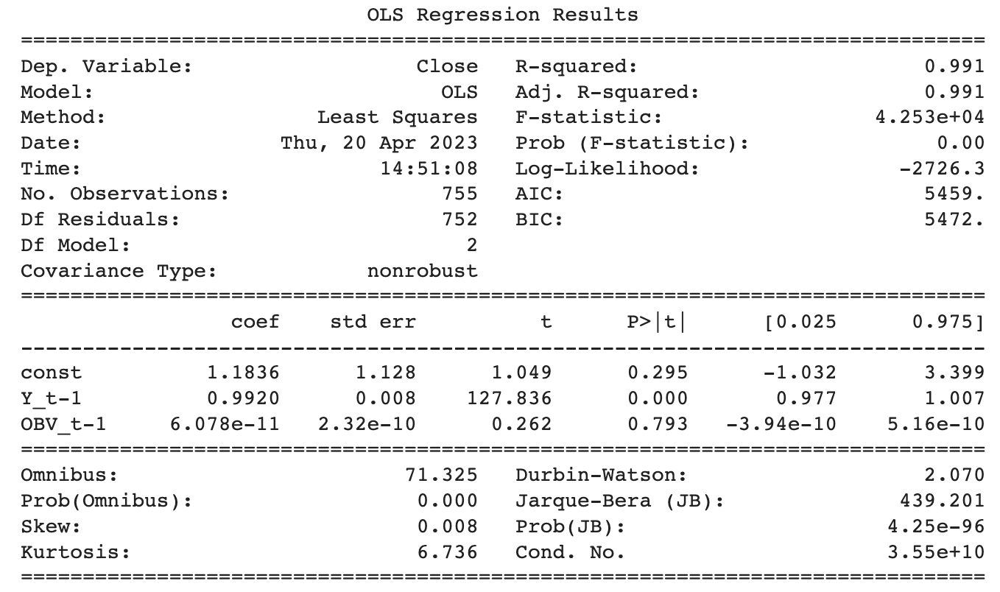 OLS Regression Results
==============================================================================
Dep. Variable:                  Close   R-squared:                       0.991
Model:                            OLS   Adj. R-squared:                  0.991
Method:                 Least Squares   F-statistic:                 4.253e+04
Date:                Thu, 20 Apr 2023   Prob (F-statistic):               0.00
Time:                        14:51:08   Log-Likelihood:                -2726.3
No. Observations:                 755   AIC:                             5459.
Df Residuals:                     752   BIC:                             5472.
Df Model:                           2
Covariance Type:            nonrobust
==============================================================================
                 coef    std err          t      P>|t|      [0.025      0.975]
------------------------------------------------------------------------------
const          1.1836      1.128      1.049      0.295      -1.032       3.399
Y_t-1          0.9920      0.008    127.836      0.000       0.977       1.007
OBV_t-1     6.078e-11   2.32e-10      0.262      0.793   -3.94e-10    5.16e-10
==============================================================================
Omnibus:                       71.325   Durbin-Watson:                   2.070
Prob(Omnibus):                  0.000   Jarque-Bera (JB):              439.201
Skew:                           0.008   Prob(JB):                     4.25e-96
Kurtosis:                       6.736   Cond. No.                     3.55e+10
==============================================================================